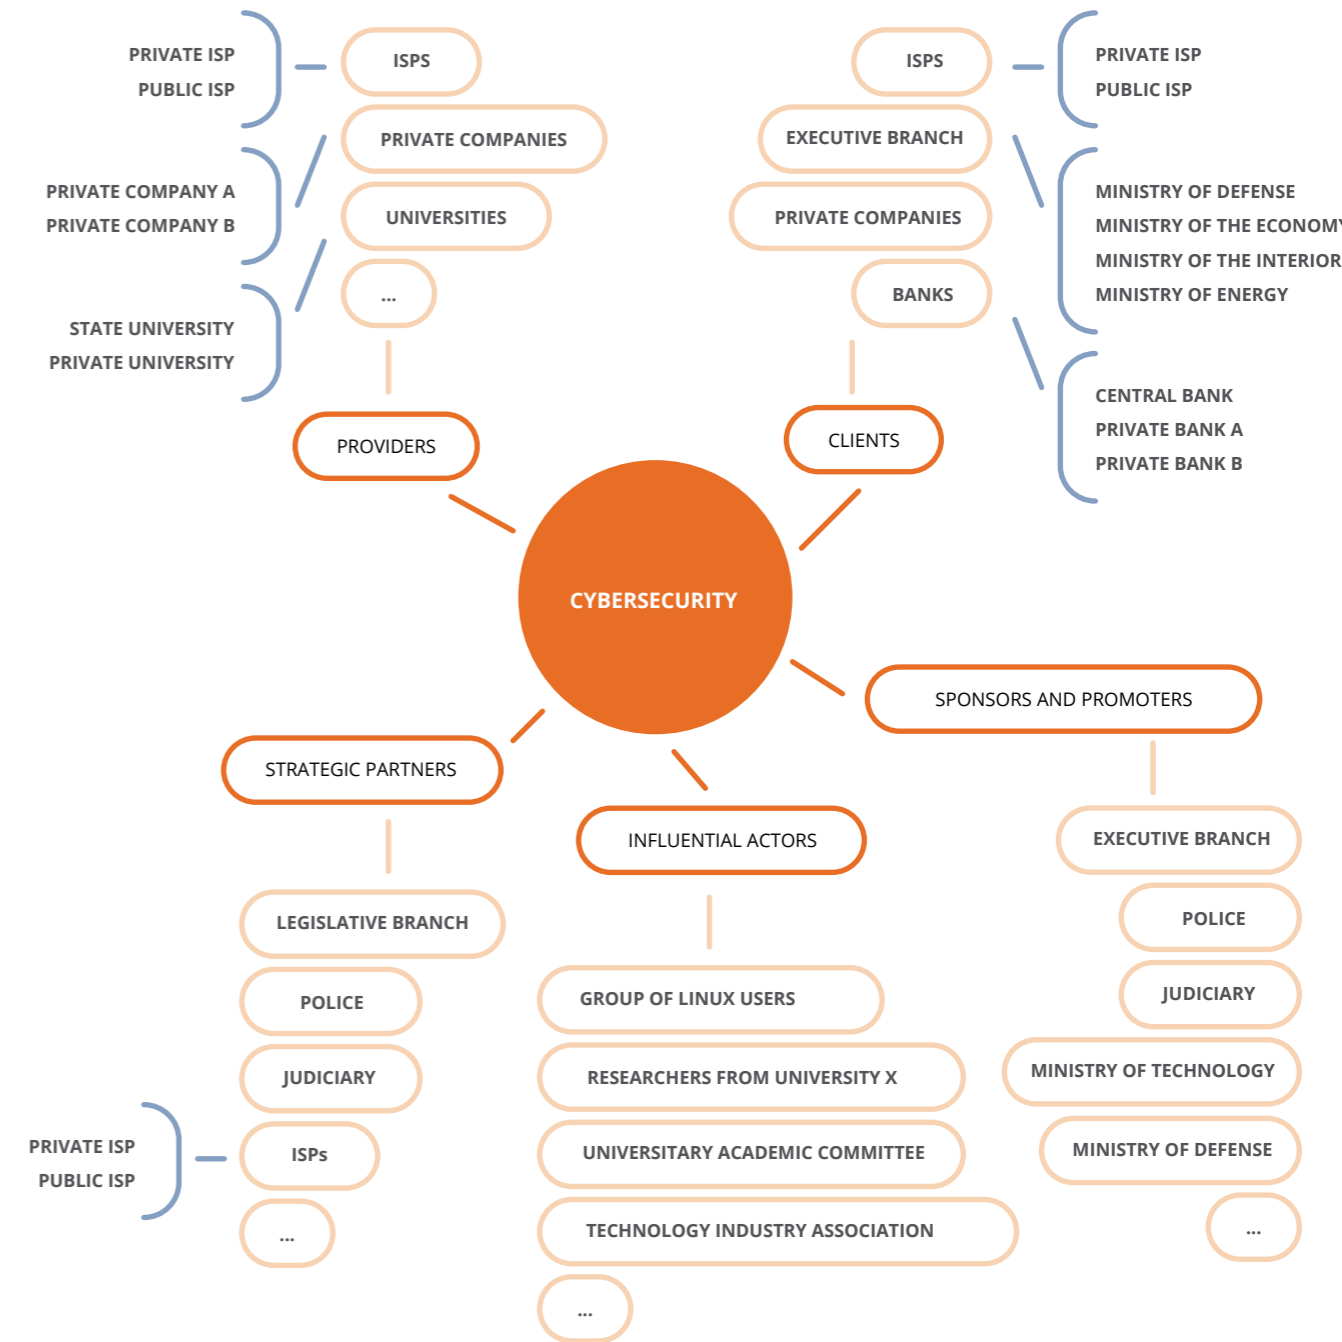 PRIVATE ISP
PUBLIC ISP
ISPS
PRIVATE COMPANIES
PRIVATE COMPANY A
PRIVATE COMPANY B
UNIVERSITIES
...
STATE UNIVERSITY
PRIVATE UNIVERSITY
PROVIDERS
ISPS
PRIVATE ISP
PUBLIC ISP
EXECUTIVE BRANCH
MINISTRY OF DEFENSE
MINISTRY OF THE ECONOMY
MINISTRY OF THE INTERIOR
MINISTRY OF ENERGY
PRIVATE COMPANIES
BANKS
CENTRAL BANK
PRIVATE BANK A
PRIVATE BANK B
CLIENTS
CYBERSECURITY
SPONSORS AND PROMOTERS
EXECUTIVE BRANCH
POLICE
JUDICIARY
MINISTRY OF TECHNOLOGY
MINISTRY OF DEFENSE
...
STRATEGIC PARTNERS
LEGISLATIVE BRANCH
POLICE
JUDICIARY
ISPs
PRIVATE ISP
PUBLIC ISP
...
INFLUENTIAL ACTORS
GROUP OF LINUX USERS
RESEARCHERS FROM UNIVERSITY X
UNIVERSITARY ACADEMIC COMMITTEE
TECHNOLOGY INDUSTRY ASSOCIATION
...